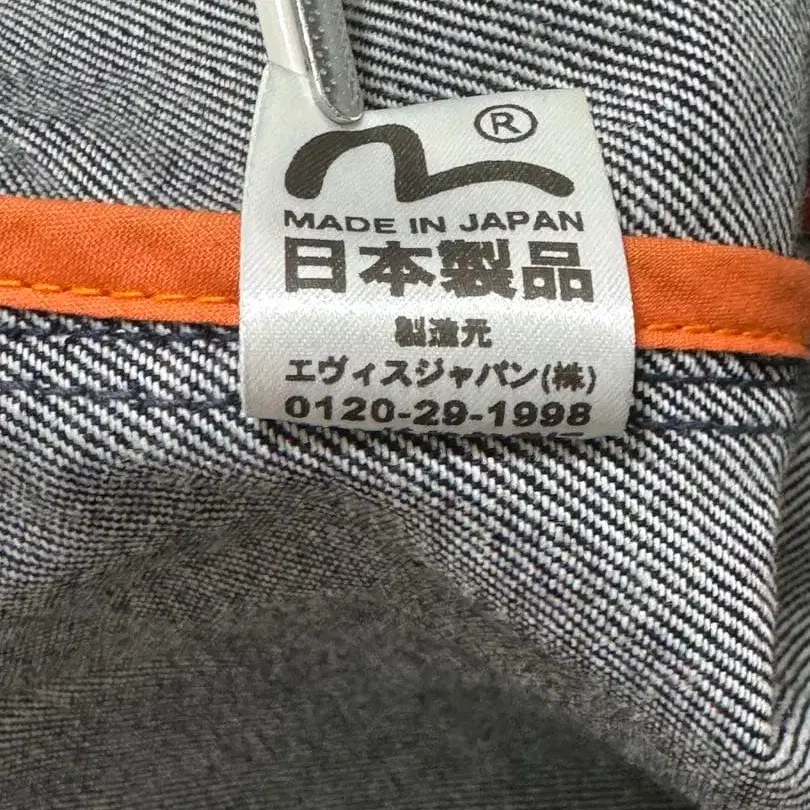 ®
MADE IN JAPAN
日本製品
製造元
エヴィスジャパン(株)
0120-29-1998